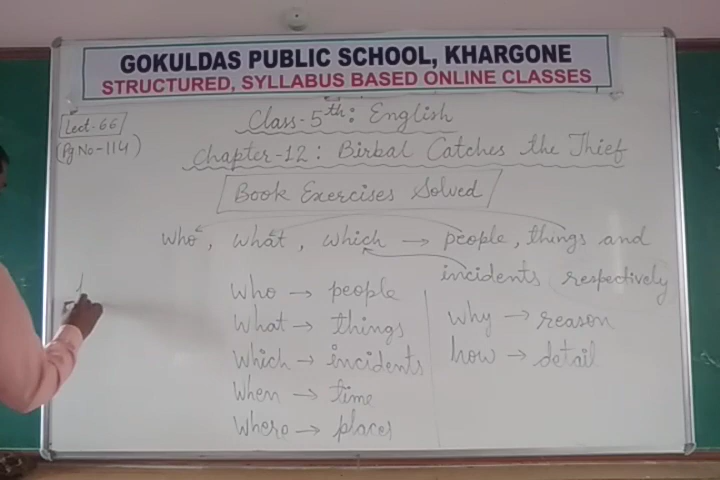 GOKULDAS PUBLIC SCHOOL, KHARGONE
STRUCTURED, SYLLABUS BASED ONLINE CLASSES
Lect-66
(Pg No-114)
Class-5th: English
Chapter-12: Birbal Catches the Thief
Book Exercises Solved
Who, what, which → people, things and
incidents respectively
Who → people
What → things
Which → incidents
When → time
Where → places
Why → reason
how → detail